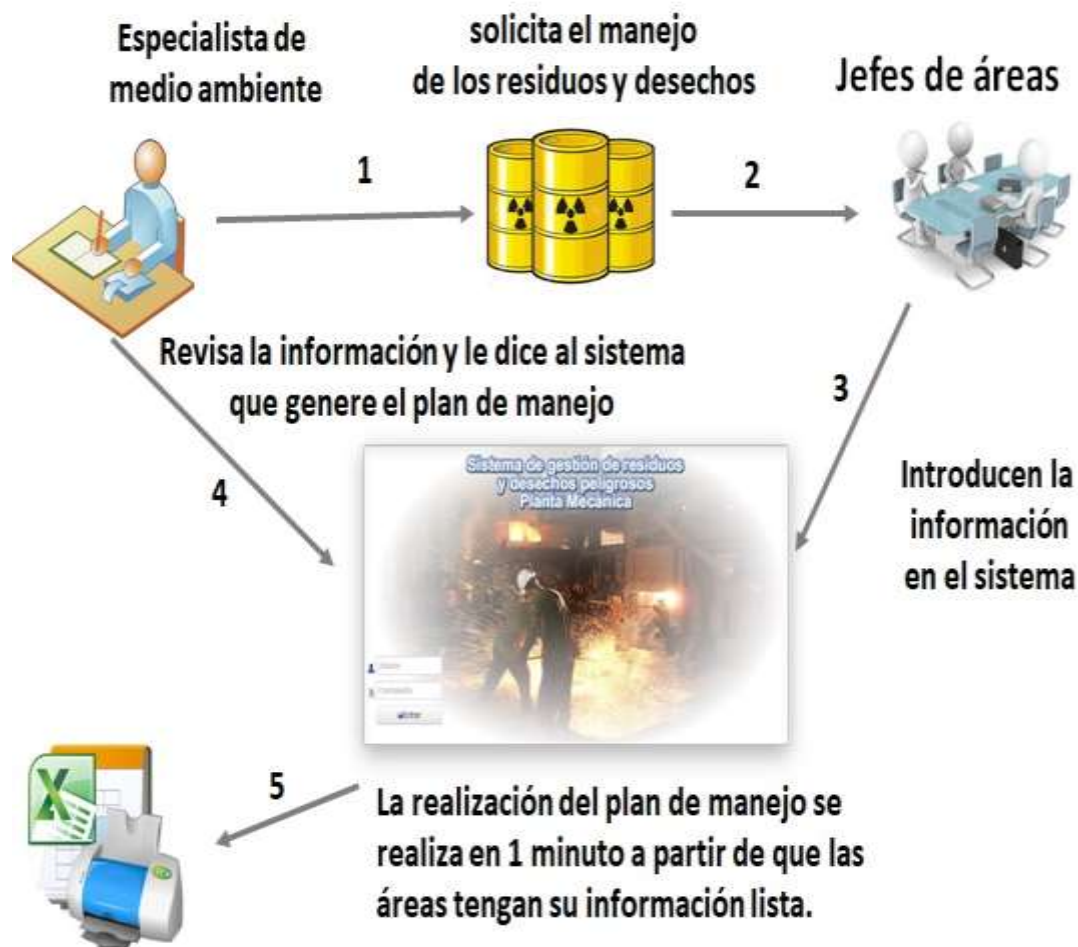 Especialista de
medio ambiente
solicita el manejo
de los residuos y desechos
Jefes de áreas
1
2
Revisa la información y le dice al sistema
que genere el plan de manejo
3
4
Sistema de gestión de residuos
y desechos peligrosos
Planta Mecánica
Introducen la
información
en el sistema
5
La realización del plan de manejo se
realiza en 1 minuto a partir de que las
áreas tengan su información lista.